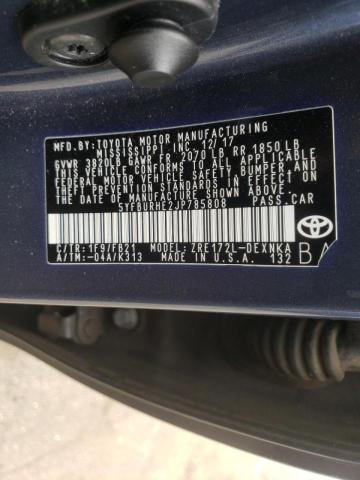 MFD.BY:TOYOTA MOTOR MANUFACTURING
MISSISSIPPI, INC. 12/17
GVWR 3820LB GAWR FR 2070 LB RR 1850 LB
THIS VEHICLE CONFORMS TO ALL APPLICABLE
FEDERAL MOTOR VEHICLE SAFETY, BUMPER, AND
THEFT PREVENTION STANDARDS IN EFFECT ON
THE DATE OF MANUFACTURE SHOWN ABOVE.
5YFBURHE2JP785808 PASS.CAR
C/TR:1F9/FB21 MODEL:ZRE172L-DEXNKA
A/TM:-04A/K313 MADE IN U.S.A. 132
BA